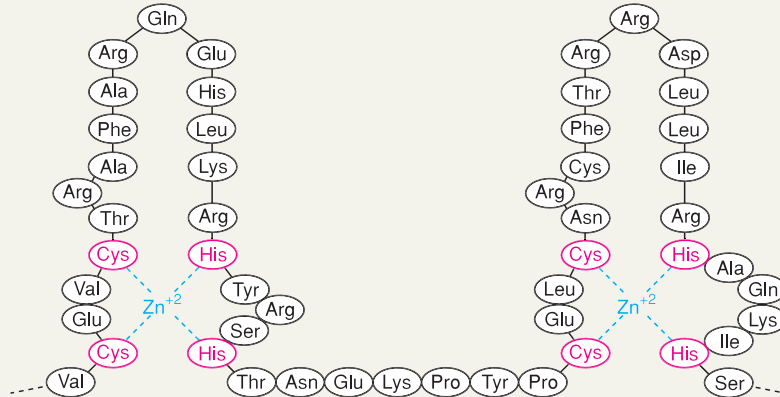 Gln Arg
Arg Glu Arg Asp
Ala His Thr Leu
Phe Leu Phe Leu
Ala Lys Cys Ile
Arg Arg
Thr Arg Asn Arg
Cys His Cys His
Ala
Val Tyr Leu Gln
Zn+2 Arg Zn+2
Glu Ser Glu Lys
Ile
Cys His Cys His
Val Thr Asn Glu Lys Pro Tyr Pro Ser